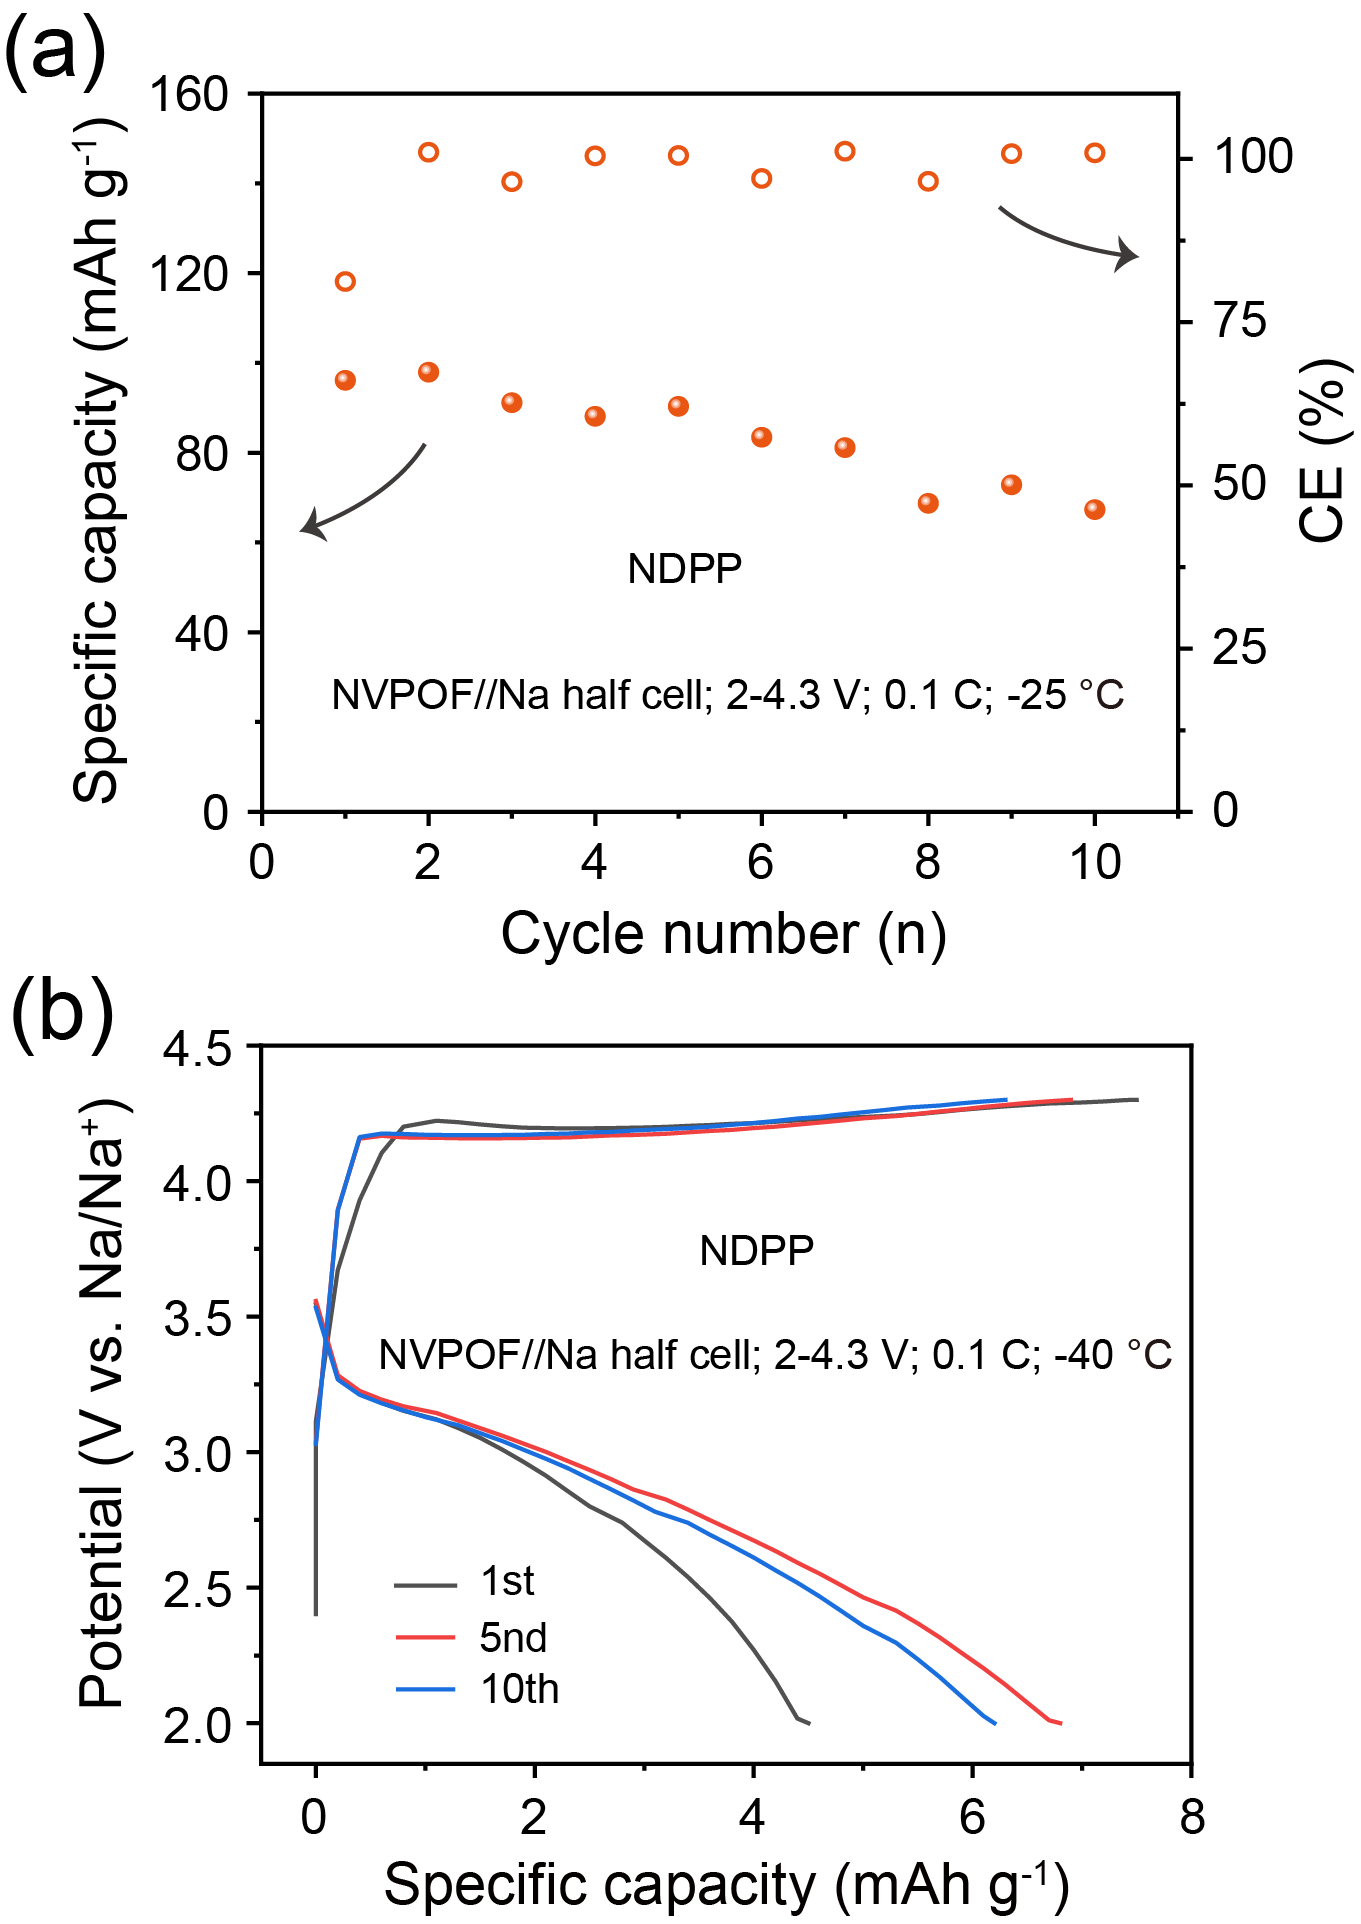 (a)
160
120
80
40
0
Specific capacity (mAh g⁻¹)
100
75
50
25
0
CE (%)
NDPP
NVPOF//Na half cell; 2-4.3 V; 0.1 C; -25 °C
0 2 4 6 8 10
Cycle number (n)
(b)
4.5
4.0
3.5
3.0
2.5
2.0
Potential (V vs. Na/Na⁺)
NDPP
NVPOF//Na half cell; 2-4.3 V; 0.1 C; -40 °C
1st
5nd
10th
0 2 4 6 8
Specific capacity (mAh g⁻¹)